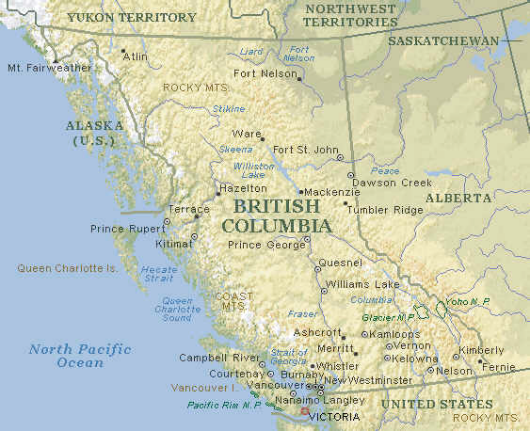 YUKON TERRITORY
NORTHWEST
TERRITORIES
SASKATCHEWAN
Atlin
Liard
Fort
Nelson
Mt. Fairweather
Fort Nelson
ROCKY MTS.
Stikine
ALASKA
(U.S.)
Ware
Skeena
Fort St. John
Williston
Lake
Peace
Dawson Creek
Hazelton
Mackenzie
ALBERTA
Terrace
BRITISH
COLUMBIA
Tumbler Ridge
Prince Rupert
Kitimat
Prince George
Queen Charlotte Is.
Hecate
Strait
Quesnel
Williams Lake
Queen
Charlotte
Sound
COAST
MTS.
Columbia
Yoho N.P.
Fraser
Glacier N.P.
Ashcroft
Kamloops
North Pacific
Ocean
Merritt
Vernon
Campbell River
Strait of
Georgia
Kelowna
Kimberly
Whistler
Courtenay
Burnaby
Nelson
Fernie
Vancouver I.
Vancouver
New Westminster
Nanaimo
Langley
Pacific Rim N.P.
VICTORIA
UNITED STATES
ROCKY MTS.